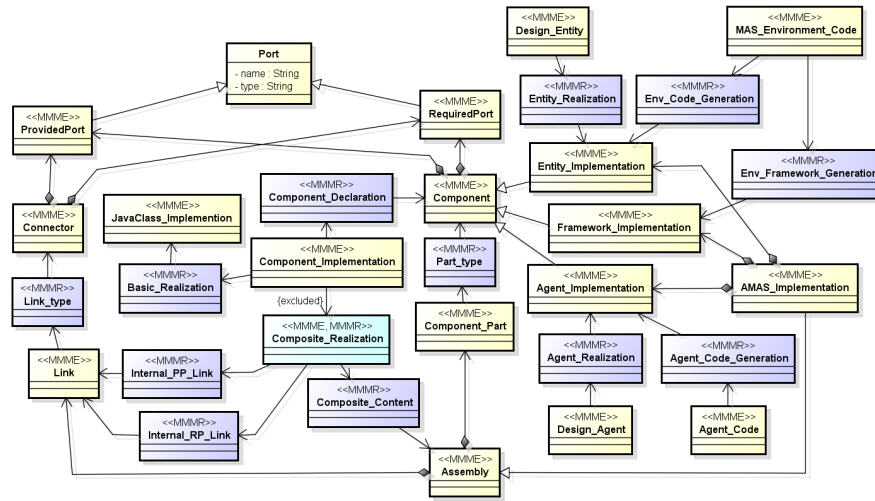 <<MMME>>
Design_Entity
<<MMME>>
MAS_Environment_Code
Port
- name : String
- type : String
<<MMMR>>
Entity_Realization
<<MMMR>>
Env_Code_Generation
<<MMME>>
ProvidedPort
<<MMME>>
RequiredPort
<<MMME>>
Entity_Implementation
<<MMMR>>
Env_Framework_Generation
<<MMMR>>
Component_Declaration
<<MMME>>
Component
<<MMME>>
JavaClass_Implemention
<<MMME>>
Connector
<<MMME>>
Framework_Implementation
<<MMME>>
Component_Implementation
<<MMMR>>
Part_type
<<MMMR>>
Basic_Realization
<<MMME>>
Agent_Implementation
<<MMME>>
AMAS_Implementation
<<MMMR>>
Link_type
{excluded}
<<MMME, MMMR>>
Composite_Realization
<<MMME>>
Component_Part
<<MMMR>>
Agent_Realization
<<MMMR>>
Agent_Code_Generation
<<MMME>>
Link
<<MMMR>>
Internal_PP_Link
<<MMMR>>
Composite_Content
<<MMME>>
Design_Agent
<<MMME>>
Agent_Code
<<MMMR>>
Internal_RP_Link
<<MMME>>
Assembly